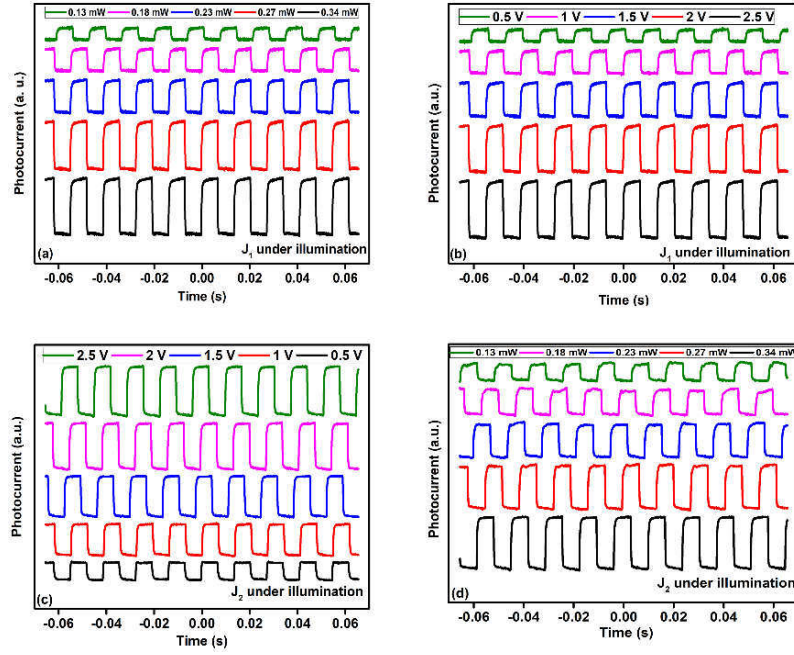 0.13 mW 0.18 mW 0.23 mW 0.27 mW 0.34 mW
Photocurrent (a. u.)
(a)
J1 under illumination
-0.06 -0.04 -0.02 0.00 0.02 0.04 0.06
Time (s)
0.5 V 1 V 1.5 V 2 V 2.5 V
Photocurrent (a.u.)
(b)
J1 under illumination
-0.06 -0.04 -0.02 0.00 0.02 0.04 0.06
Time (s)
2.5 V 2 V 1.5 V 1 V 0.5 V
Photocurrent (a.u.)
(c)
J2 under illumination
-0.06 -0.04 -0.02 0.00 0.02 0.04 0.06
Time (s)
0.13 mW 0.18 mW 0.23 mW 0.27 mW 0.34 mW
Photocurrent (a.u.)
(d)
J2 under illumination
-0.06 -0.04 -0.02 0.00 0.02 0.04 0.06
Time (s)